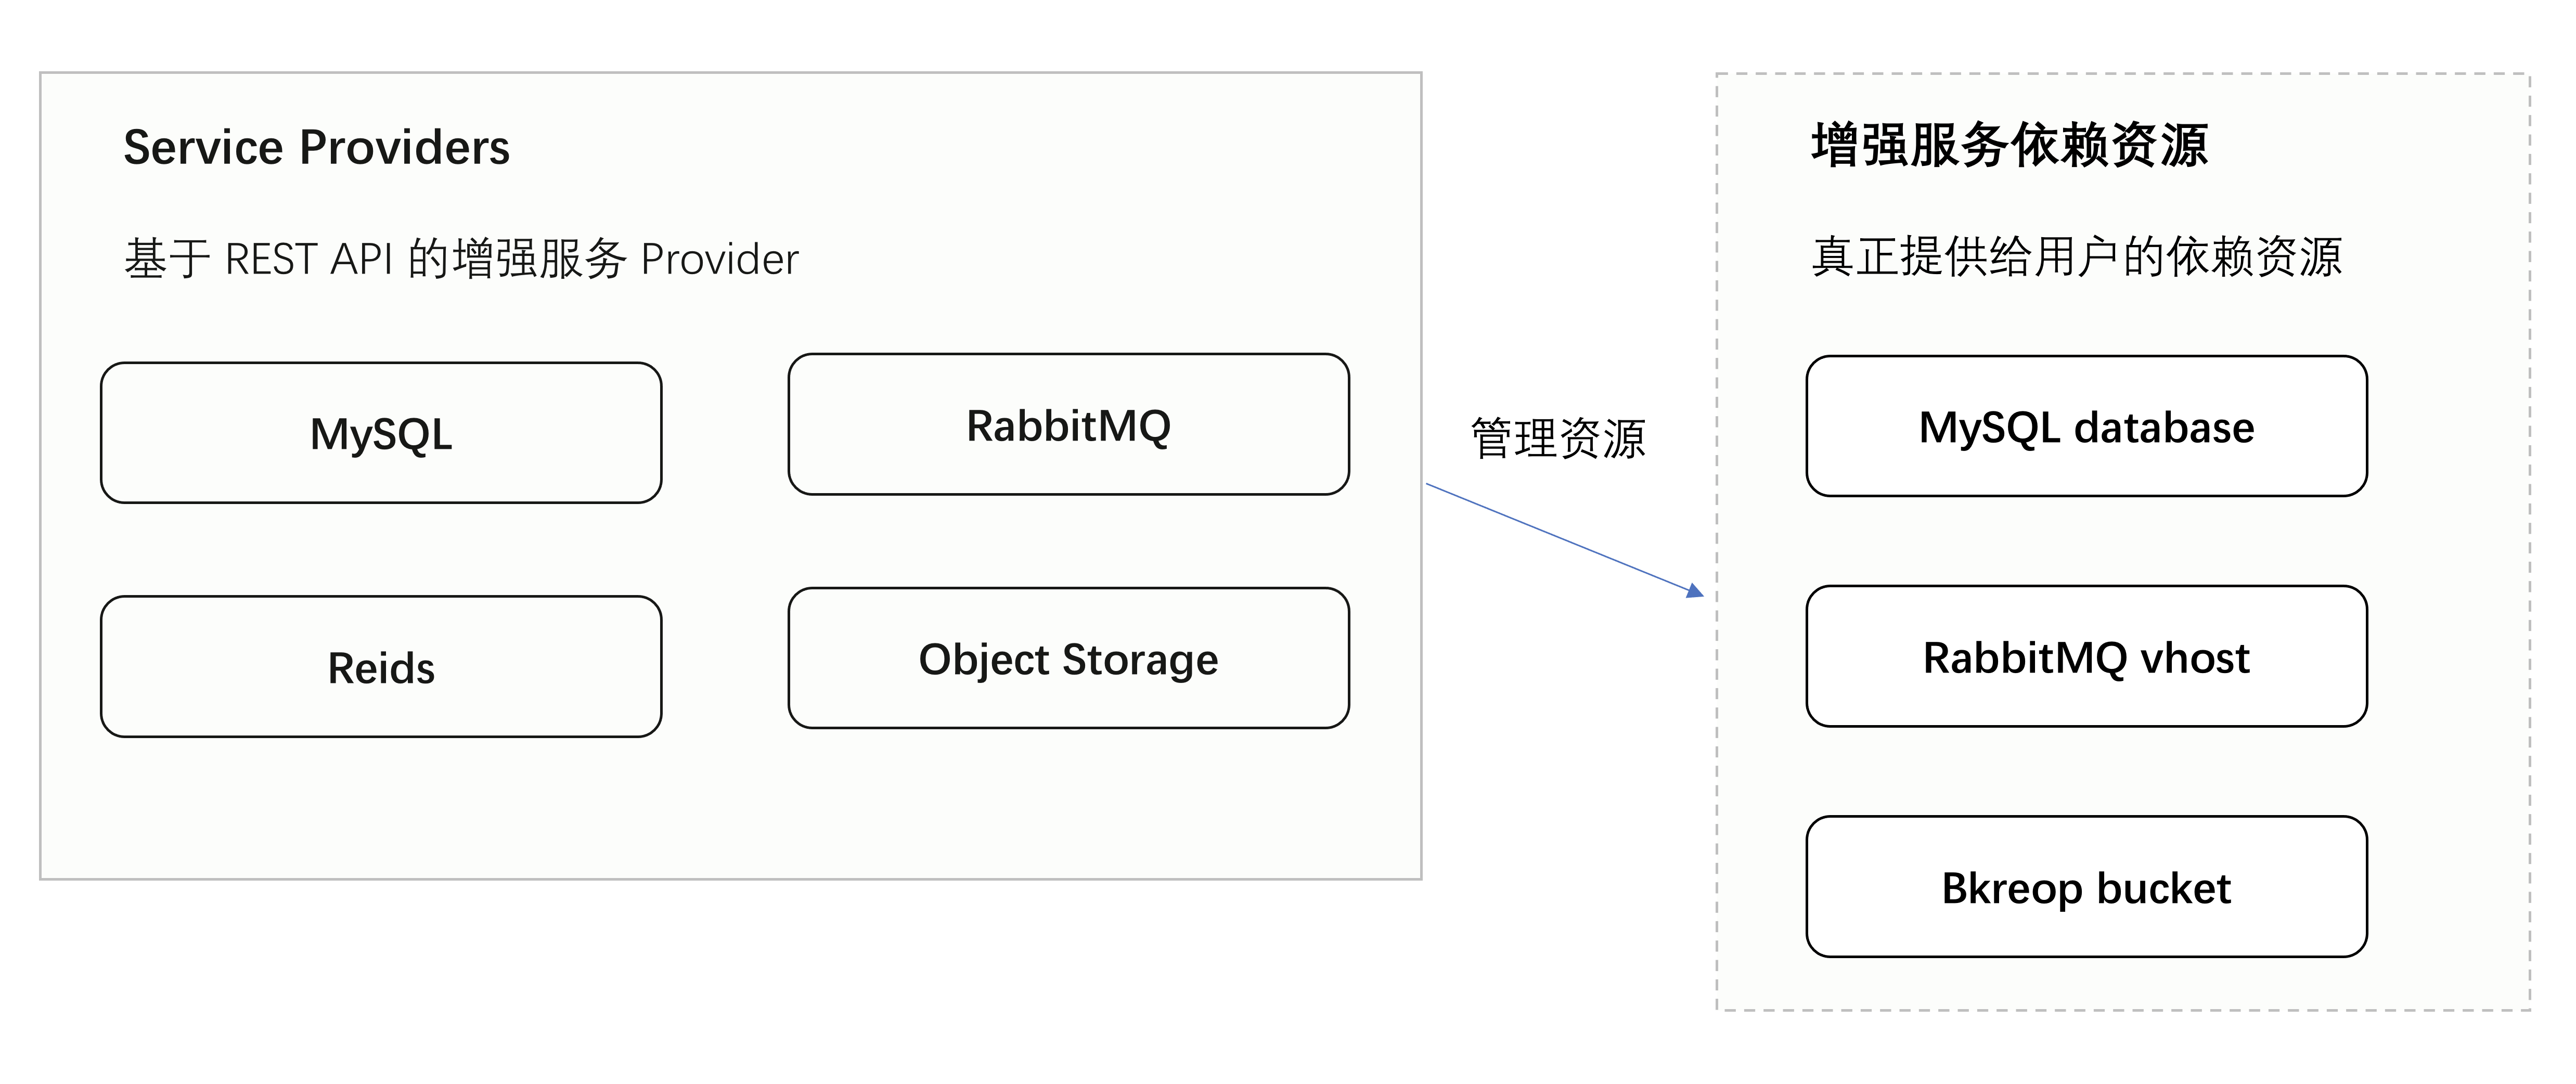 Service Providers
基于 REST API 的增强服务 Provider
MySQL
RabbitMQ
Reids
Object Storage
管理资源
增强服务依赖资源
真正提供给用户的依赖资源
MySQL database
RabbitMQ vhost
Bkreop bucket